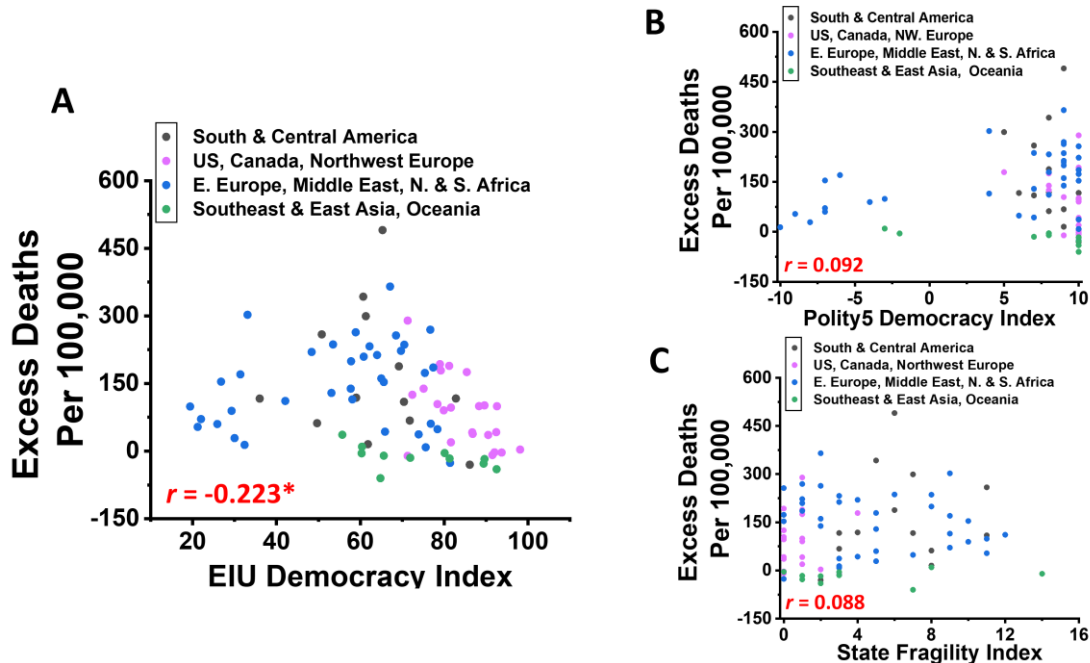 A
South & Central America
US, Canada, Northwest Europe
E. Europe, Middle East, N. & S. Africa
Southeast & East Asia, Oceania
Excess Deaths
Per 100,000
600
450
300
150
0
-150
r = -0.223*
20 40 60 80 100
EIU Democracy Index
B
South & Central America
US, Canada, NW. Europe
E. Europe, Middle East, N. & S. Africa
Southeast & East Asia, Oceania
Excess Deaths
Per 100,000
600
450
300
150
0
-150
r = 0.092
-10 -5 0 5 10
Polity5 Democracy Index
C
South & Central America
US, Canada, Northwest Europe
E. Europe, Middle East, N. & S. Africa
Southeast & East Asia, Oceania
Excess Deaths
Per 100,000
600
450
300
150
0
-150
r = 0.088
0 4 8 12 16
State Fragility Index